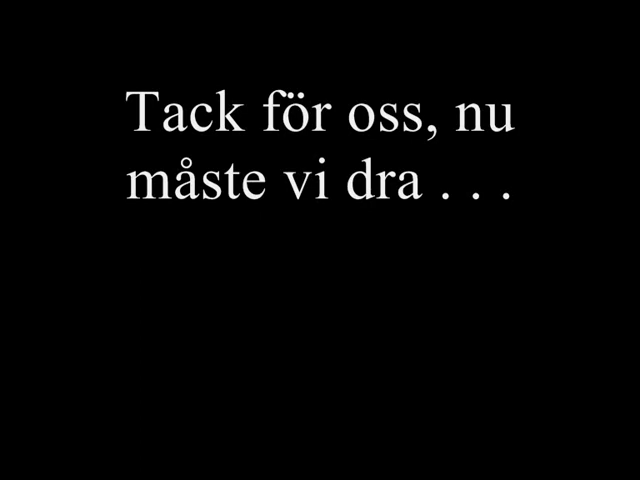 Tack för oss, nu
måste vi dra . . .